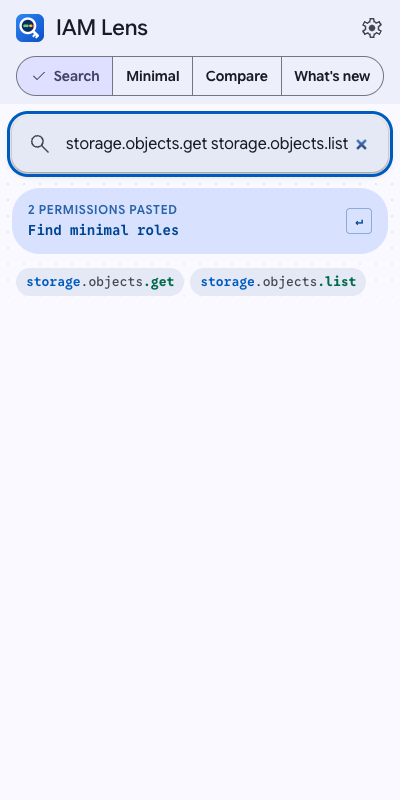 IAM Lens
Search Minimal Compare What's new
storage.objects.get storage.objects.list
2 PERMISSIONS PASTED
Find minimal roles
storage.objects.get storage.objects.list